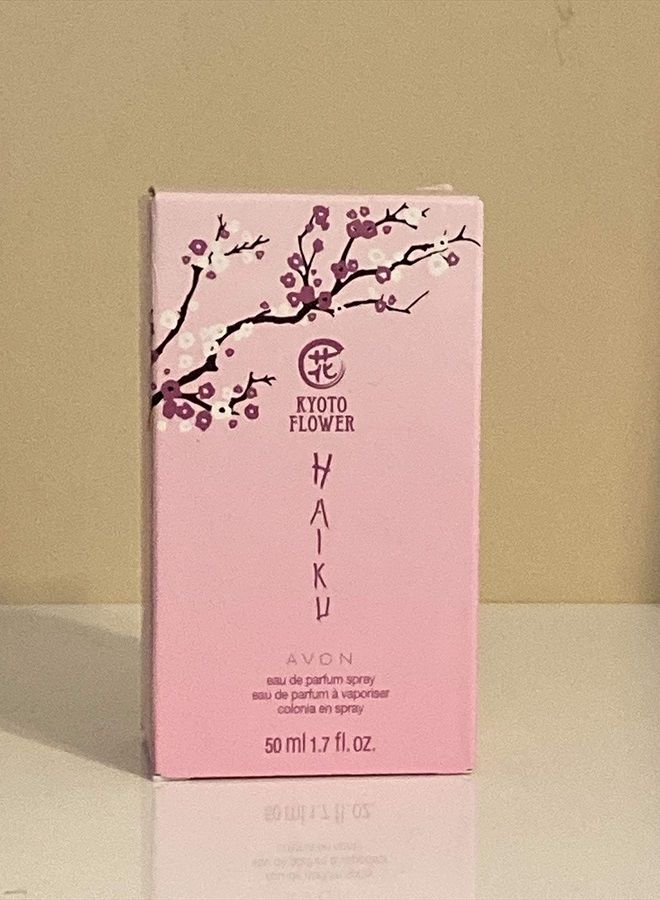 花
KYOTO
FLOWER
HAIKU
AVON
eau de parfum spray
eau de parfum à vaporiser
colonia en spray
50 ml 1.7 fl. oz.